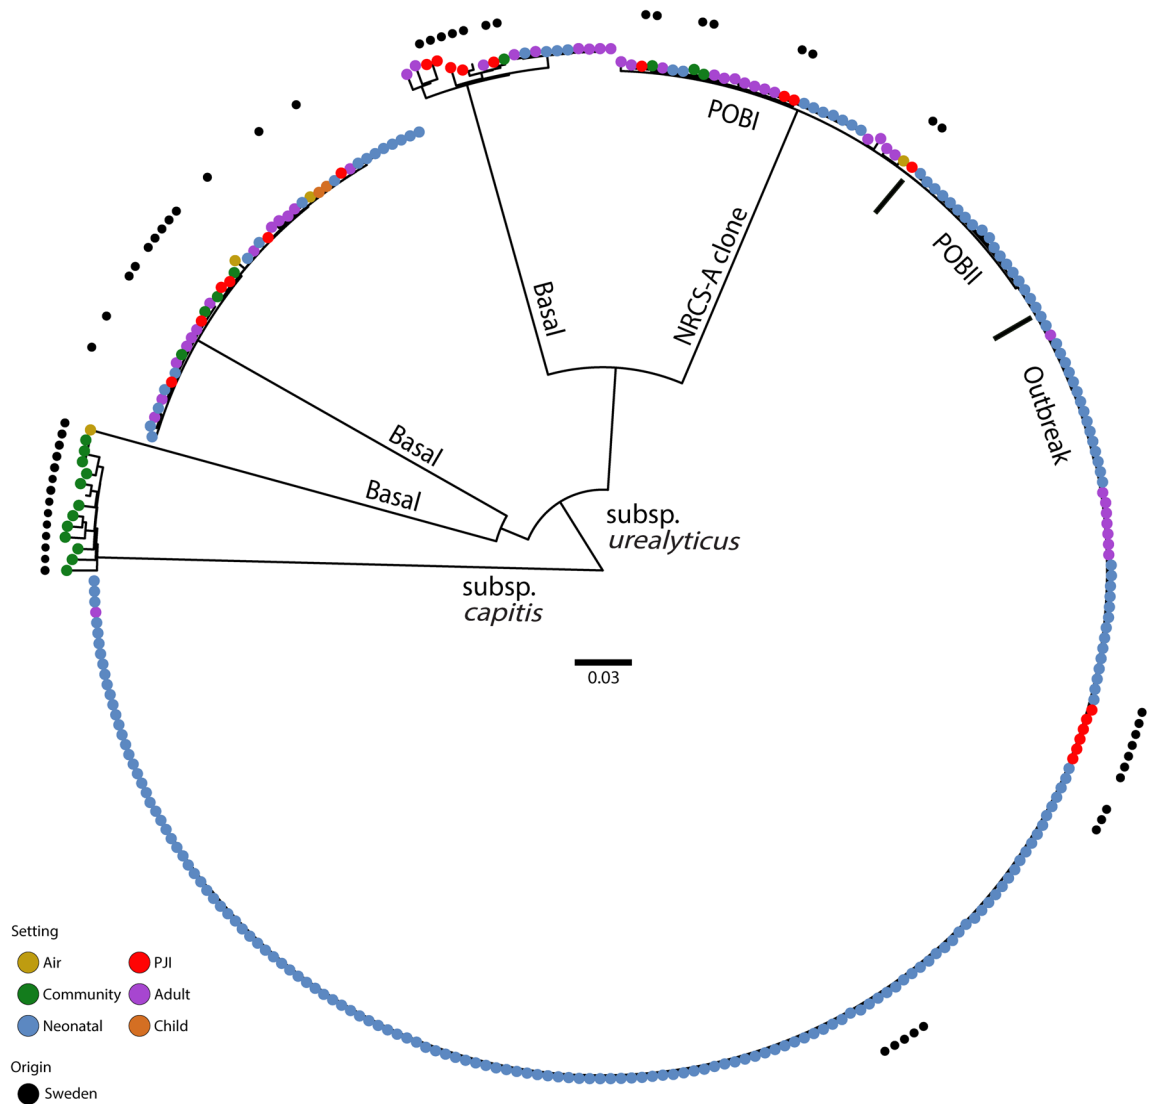 POBI
POBII
Outbreak
NRCS-A clone
Basal
Basal
Basal
subsp.
urealyticus
subsp.
capitis
0.03
Setting
Air
PJI
Community
Adult
Neonatal
Child
Origin
Sweden